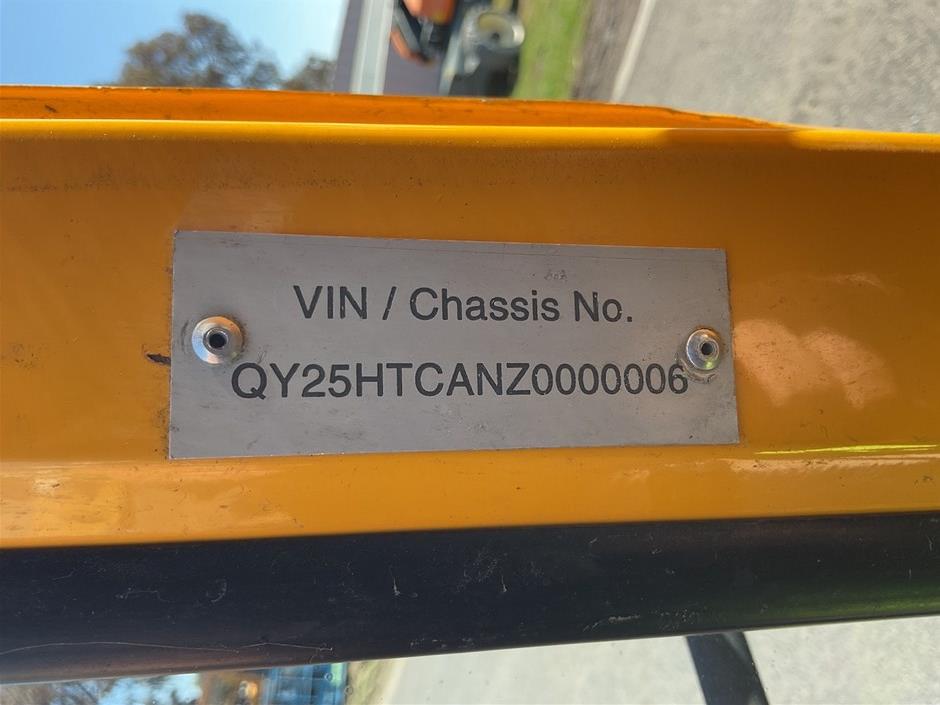 VIN / Chassis No.
QY25HTCANZ0000006